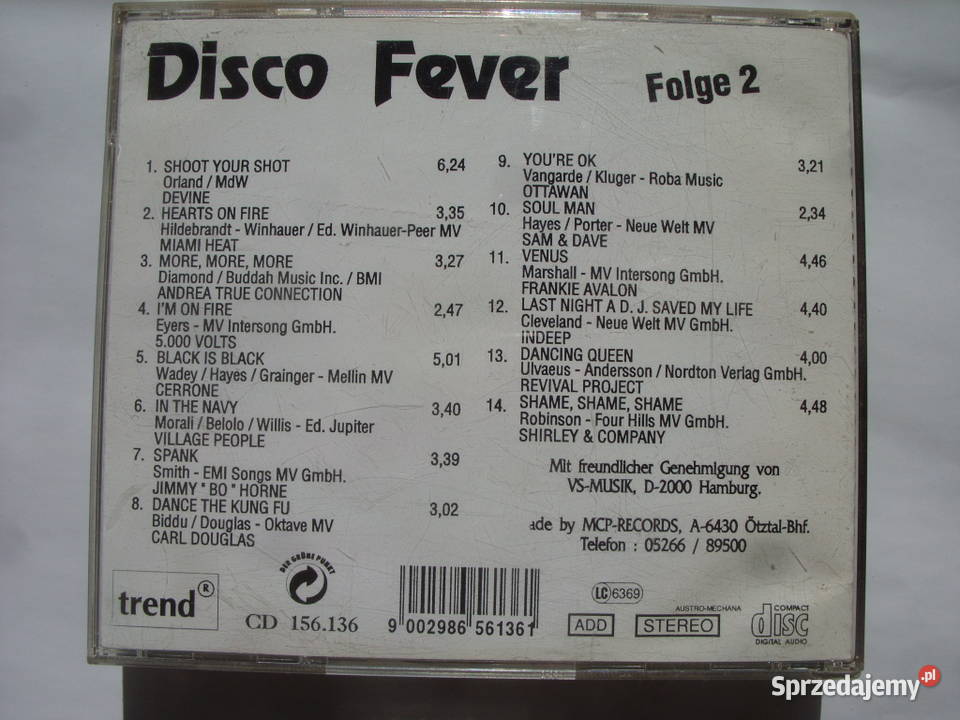 Disco Fever Folge 2
1. SHOOT YOUR SHOT 6,24
Orland / MdW
DEVINE
2. HEARTS ON FIRE 3,35
Hildebrandt - Winhauer / Ed. Winhauer-Peer MV
MIAMI HEAT
3. MORE, MORE, MORE 3,27
Diamond / Buddah Music Inc. / BMI
ANDREA TRUE CONNECTION
4. I'M ON FIRE 2,47
Eyers - MV Intersong GmbH.
5.000 VOLTS
5. BLACK IS BLACK 5,01
Wadey / Hayes / Grainger - Mellin MV
CERRONE
6. IN THE NAVY 3,40
Morali / Belolo / Willis - Ed. Jupiter
VILLAGE PEOPLE
7. SPANK 3,39
Smith - EMI Songs MV GmbH.
JIMMY "BO" HORNE
8. DANCE THE KUNG FU 3,02
Biddu / Douglas - Oktave MV
CARL DOUGLAS
9. YOU'RE OK 3,21
Vangarde / Kluger - Roba Music
OTTAWAN
10. SOUL MAN 2,34
Hayes / Porter - Neue Welt MV
SAM & DAVE
11. VENUS 4,46
Marshall - MV Intersong GmbH.
FRANKIE AVALON
12. LAST NIGHT A D. J. SAVED MY LIFE 4,40
Cleveland - Neue Welt MV GmbH.
INDEEP
13. DANCING QUEEN 4,00
Ulvaeus - Andersson / Nordton Verlag GmbH.
REVIVAL PROJECT
14. SHAME, SHAME, SHAME 4,48
Robinson - Four Hills MV GmbH.
SHIRLEY & COMPANY
Mit freundlicher Genehmigung von
VS-MUSIK, D-2000 Hamburg.
ade by MCP-RECORDS, A-6430 Ötztal-Bhf.
Telefon : 05266 / 89500
trend ®
DER GRÜNE PUNKT
CD 156.136
9 002986 561361
LC 6369
AUSTRO-MECHANA
ADD
STEREO
COMPACT
disc
DIGITAL AUDIO
Sprzedajemy.pl